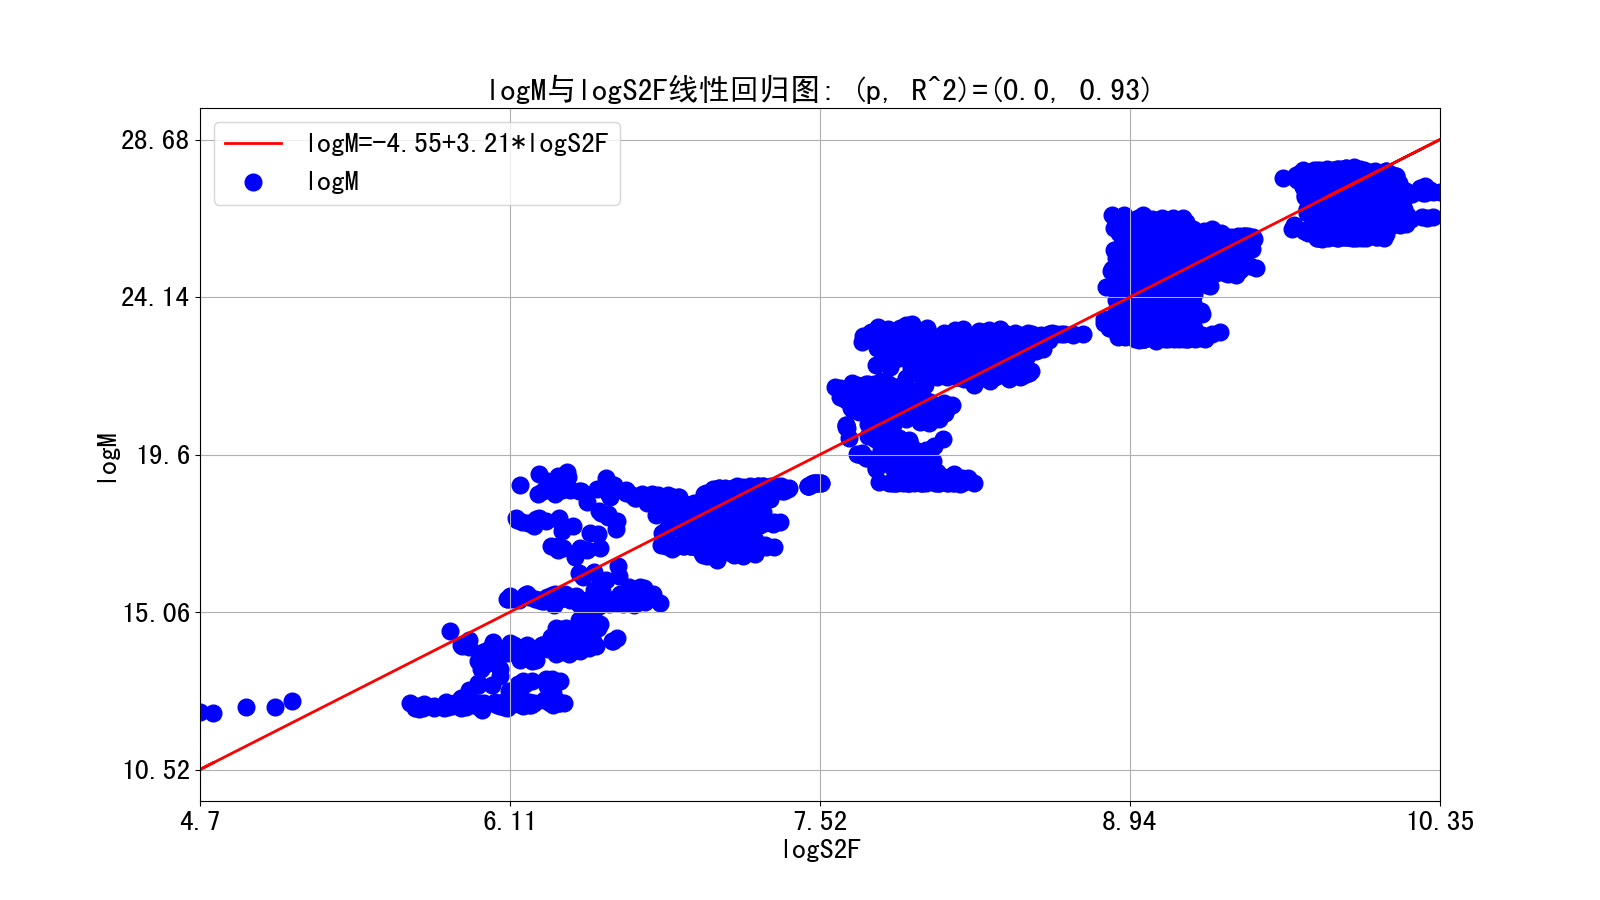 logM与logS2F线性回归图: (p, R^2)=(0.0, 0.93)
logM=-4.55+3.21*logS2F
logM
28.68
24.14
19.6
15.06
10.52
logM
4.7 6.11 7.52 8.94 10.35
logS2F